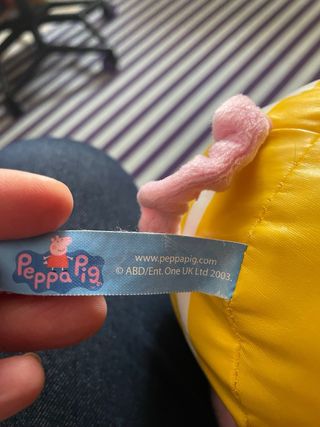 Peppa Pig
www.peppapig.com
© ABD/Ent. One UK Ltd 2003.